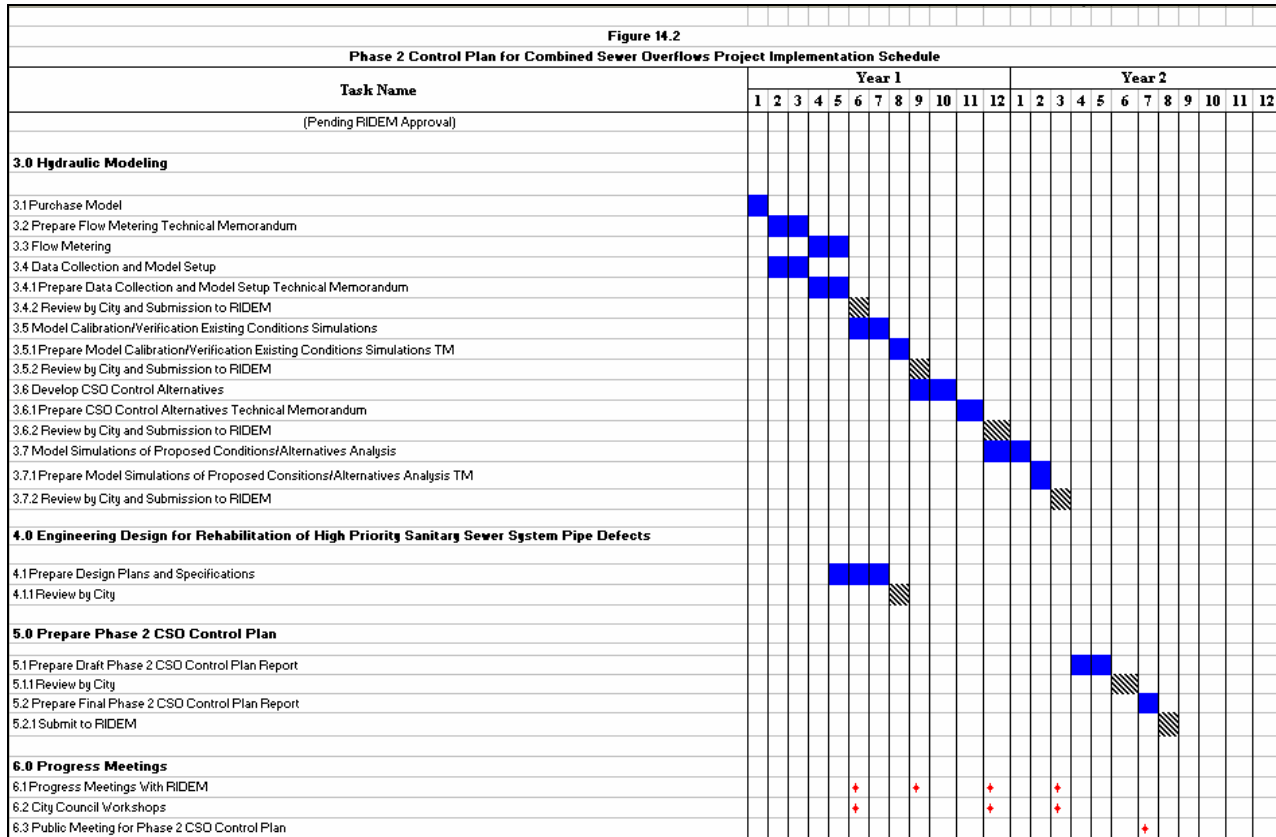 Figure 14.2
Phase 2 Control Plan for Combined Sewer Overflows Project Implementation Schedule
Task Name
Year 1
Year 2
1 2 3 4 5 6 7 8 9 10 11 12 1 2 3 4 5 6 7 8 9 10 11 12
(Pending RIDEM Approval)
3.0 Hydraulic Modeling
3.1 Purchase Model
3.2 Prepare Flow Metering Technical Memorandum
3.3 Flow Metering
3.4 Data Collection and Model Setup
3.4.1 Prepare Data Collection and Model Setup Technical Memorandum
3.4.2 Review by City and Submission to RIDEM
3.5 Model Calibration/Verification Existing Conditions Simulations
3.5.1 Prepare Model Calibration/Verification Existing Conditions Simulations TM
3.5.2 Review by City and Submission to RIDEM
3.6 Develop CSO Control Alternatives
3.6.1 Prepare CSO Control Alternatives Technical Memorandum
3.6.2 Review by City and Submission to RIDEM
3.7 Model Simulations of Proposed Conditions/Alternatives Analysis
3.7.1 Prepare Model Simulations of Proposed Consitions/Alternatives Analysis TM
3.7.2 Review by City and Submission to RIDEM
4.0 Engineering Design for Rehabilitation of High Priority Sanitary Sewer System Pipe Defects
4.1 Prepare Design Plans and Specifications
4.1.1 Review by City
5.0 Prepare Phase 2 CSO Control Plan
5.1 Prepare Draft Phase 2 CSO Control Plan Report
5.1.1 Review by City
5.2 Prepare Final Phase 2 CSO Control Plan Report
5.2.1 Submit to RIDEM
6.0 Progress Meetings
6.1 Progress Meetings With RIDEM
6.2 City Council Workshops
6.3 Public Meeting for Phase 2 CSO Control Plan